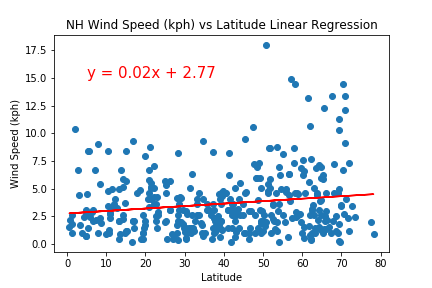 NH Wind Speed (kph) vs Latitude Linear Regression
17.5
15.0
12.5
10.0
7.5
5.0
2.5
0.0
Wind Speed (kph)
y = 0.02x + 2.77
0 10 20 30 40 50 60 70 80
Latitude